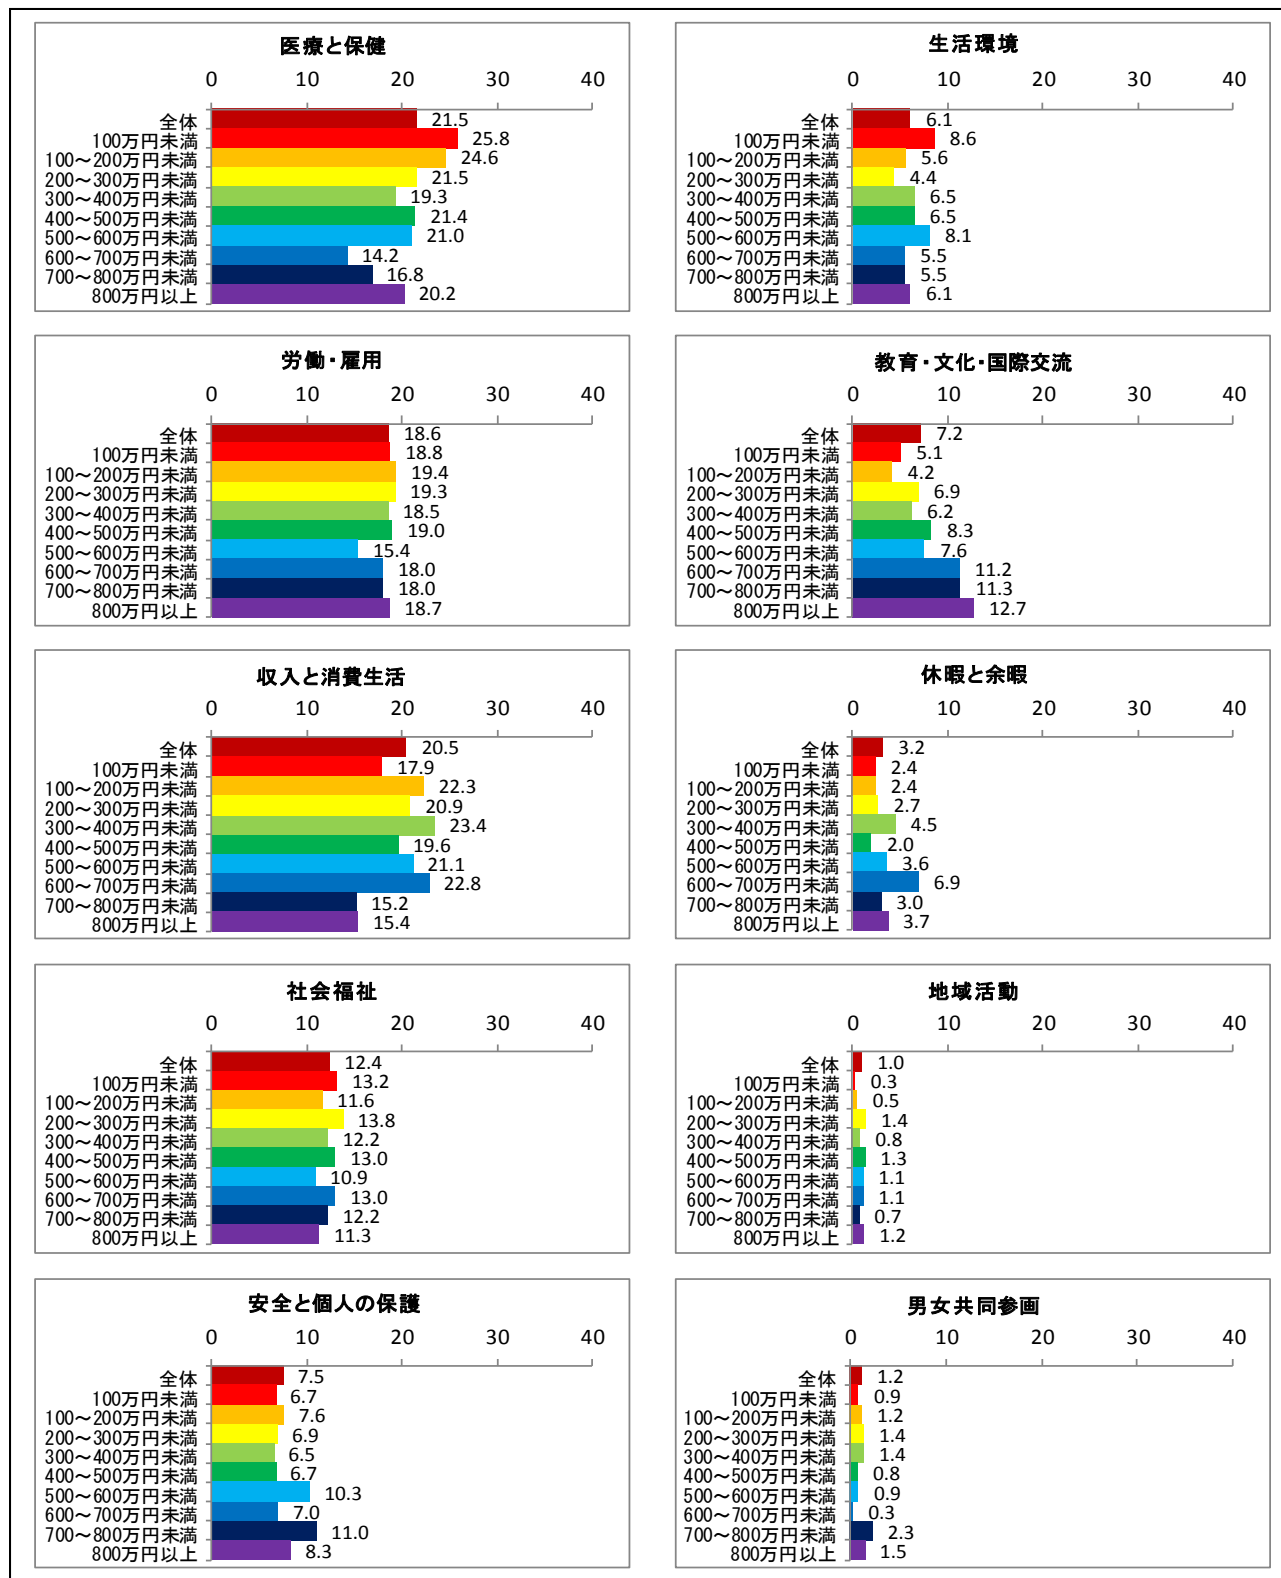 医療と保健
0 10 20 30 40
全体 21.5
100万円未満 25.8
100～200万円未満 24.6
200～300万円未満 21.5
300～400万円未満 19.3
400～500万円未満 21.4
500～600万円未満 21.0
600～700万円未満 14.2
700～800万円未満 16.8
800万円以上 20.2
生活環境
0 10 20 30 40
全体 6.1
100万円未満 8.6
100～200万円未満 5.6
200～300万円未満 4.4
300～400万円未満 6.5
400～500万円未満 6.5
500～600万円未満 8.1
600～700万円未満 5.5
700～800万円未満 5.5
800万円以上 6.1
労働・雇用
0 10 20 30 40
全体 18.6
100万円未満 18.8
100～200万円未満 19.4
200～300万円未満 19.3
300～400万円未満 18.5
400～500万円未満 19.0
500～600万円未満 15.4
600～700万円未満 18.0
700～800万円未満 18.0
800万円以上 18.7
教育・文化・国際交流
0 10 20 30 40
全体 7.2
100万円未満 5.1
100～200万円未満 4.2
200～300万円未満 6.9
300～400万円未満 6.2
400～500万円未満 8.3
500～600万円未満 7.6
600～700万円未満 11.2
700～800万円未満 11.3
800万円以上 12.7
収入と消費生活
0 10 20 30 40
全体 20.5
100万円未満 17.9
100～200万円未満 22.3
200～300万円未満 20.9
300～400万円未満 23.4
400～500万円未満 19.6
500～600万円未満 21.1
600～700万円未満 22.8
700～800万円未満 15.2
800万円以上 15.4
休暇と余暇
0 10 20 30 40
全体 3.2
100万円未満 2.4
100～200万円未満 2.4
200～300万円未満 2.7
300～400万円未満 4.5
400～500万円未満 2.0
500～600万円未満 3.6
600～700万円未満 6.9
700～800万円未満 3.0
800万円以上 3.7
社会福祉
0 10 20 30 40
全体 12.4
100万円未満 13.2
100～200万円未満 11.6
200～300万円未満 13.8
300～400万円未満 12.2
400～500万円未満 13.0
500～600万円未満 10.9
600～700万円未満 13.0
700～800万円未満 12.2
800万円以上 11.3
地域活動
0 10 20 30 40
全体 1.0
100万円未満 0.3
100～200万円未満 0.5
200～300万円未満 1.4
300～400万円未満 0.8
400～500万円未満 1.3
500～600万円未満 1.1
600～700万円未満 1.1
700～800万円未満 0.7
800万円以上 1.2
安全と個人の保護
0 10 20 30 40
全体 7.5
100万円未満 6.7
100～200万円未満 7.6
200～300万円未満 6.9
300～400万円未満 6.5
400～500万円未満 6.7
500～600万円未満 10.3
600～700万円未満 7.0
700～800万円未満 11.0
800万円以上 8.3
男女共同参画
0 10 20 30 40
全体 1.2
100万円未満 0.9
100～200万円未満 1.2
200～300万円未満 1.4
300～400万円未満 1.4
400～500万円未満 0.8
500～600万円未満 0.9
600～700万円未満 0.3
700～800万円未満 2.3
800万円以上 1.5